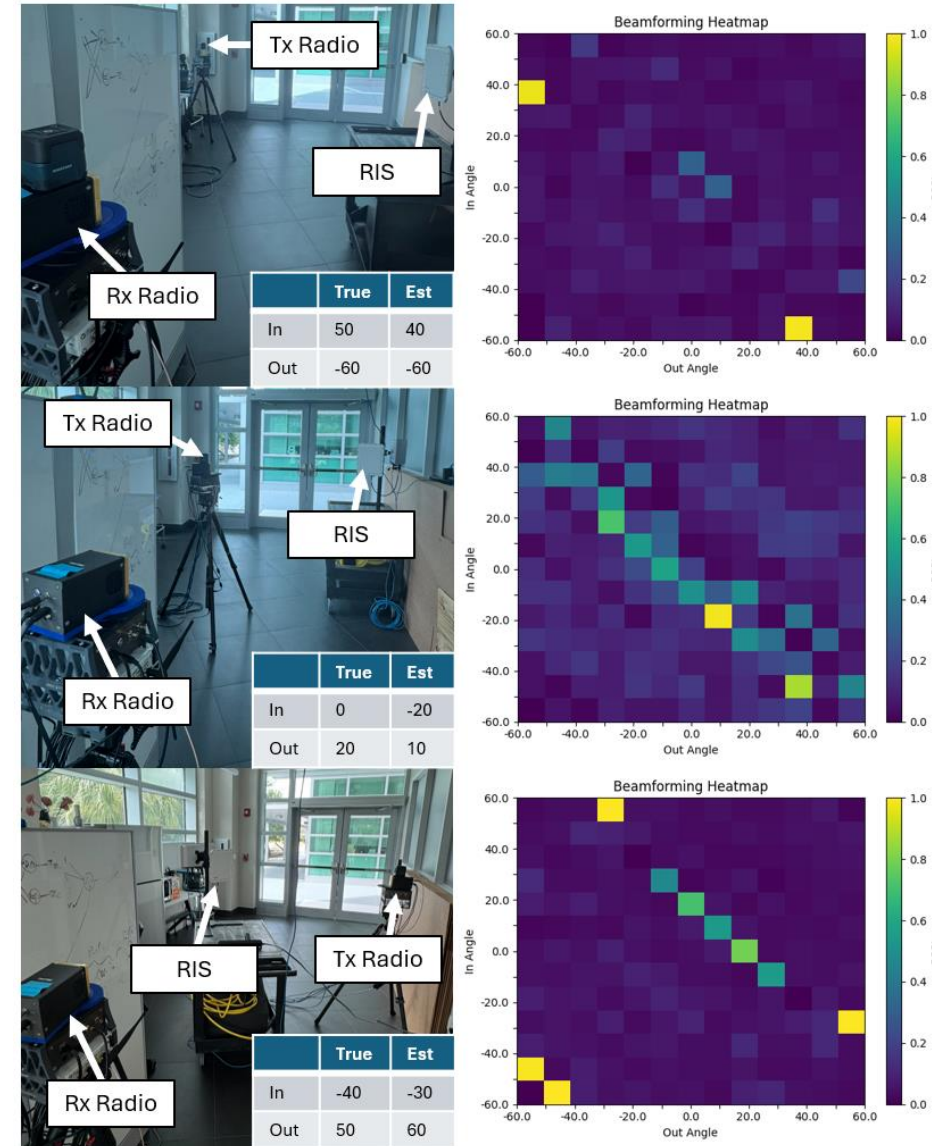 Tx Radio
RIS
Rx Radio
True Est
In 50 40
Out -60 -60
Beamforming Heatmap
60.0
40.0
20.0
0.0
-20.0
-40.0
-60.0
In Angle
-60.0 -40.0 -20.0 0.0 20.0 40.0 60.0
Out Angle
1.0
0.8
0.6
0.4
0.2
0.0
Tx Radio
RIS
Rx Radio
True Est
In 0 -20
Out 20 10
Beamforming Heatmap
60.0
40.0
20.0
0.0
-20.0
-40.0
-60.0
In Angle
-60.0 -40.0 -20.0 0.0 20.0 40.0 60.0
Out Angle
1.0
0.8
0.6
0.4
0.2
0.0
RIS
Tx Radio
Rx Radio
True Est
In -40 -30
Out 50 60
Beamforming Heatmap
60.0
40.0
20.0
0.0
-20.0
-40.0
-60.0
In Angle
-60.0 -40.0 -20.0 0.0 20.0 40.0 60.0
Out Angle
1.0
0.8
0.6
0.4
0.2
0.0